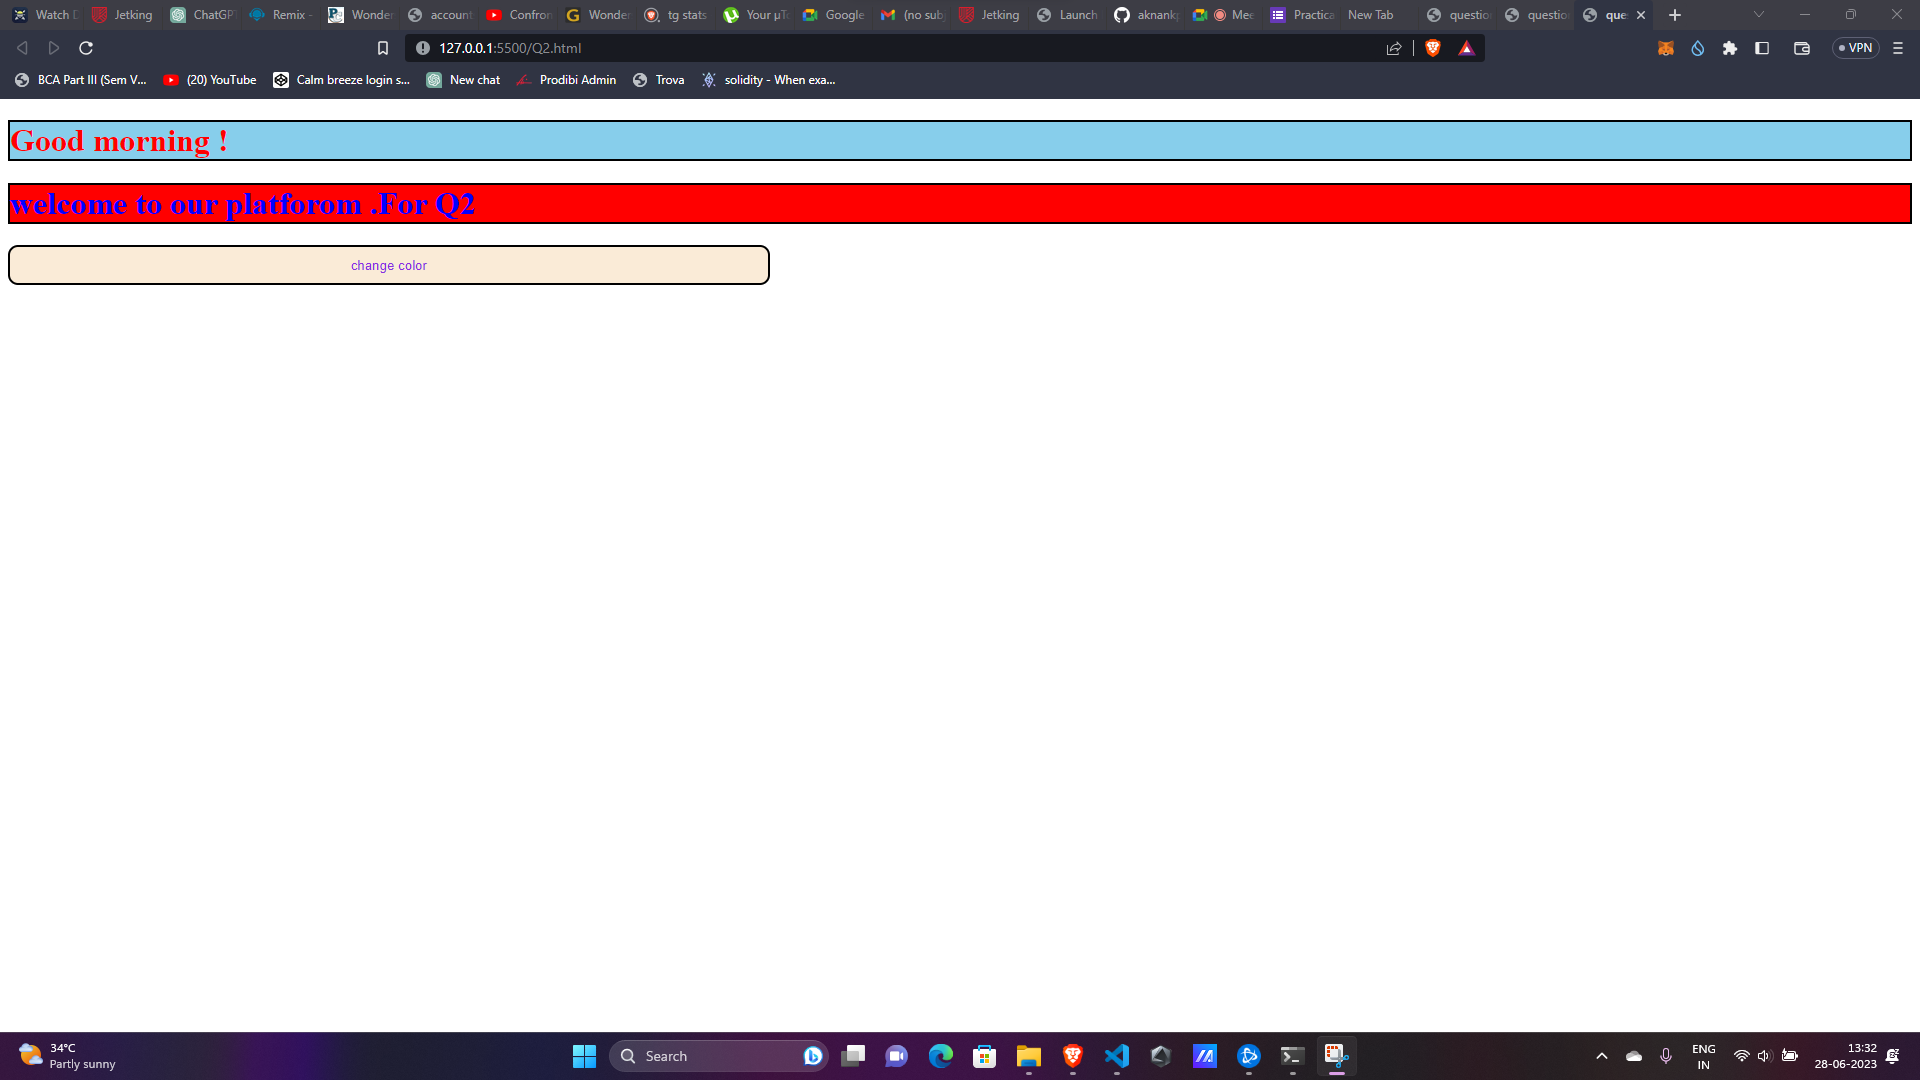 Watch D Jetking ChatGP Remix - Wonder account Confron Wonder tg stats Your µTo Google (no sub Jetking Launch aknank Mee Practica New Tab questio questio que
127.0.0.1:5500/Q2.html VPN
BCA Part III (Sem V... (20) YouTube Calm breeze login s... New chat Prodibi Admin Trova solidity - When exa...
Good morning !
welcome to our platforom .For Q2
change color
34°C
Partly sunny
Search
ENG
IN
13:32
28-06-2023